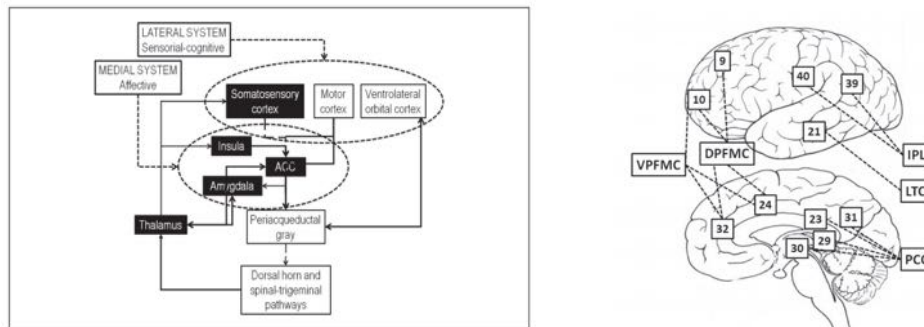 LATERAL SYSTEM
Sensorial-cognitive
MEDIAL SYSTEM
Affective
Somatosensory
cortex
Motor
cortex
Ventrolateral
orbital cortex
Insula
ACC
Amygdala
Thalamus
Periacqueductal
gray
Dorsal horn and
spinal-trigeminal
pathways
9
40
39
10
21
VPFMC
DPFMC
IPL
LTC
24
23
31
32
29
30
PCC